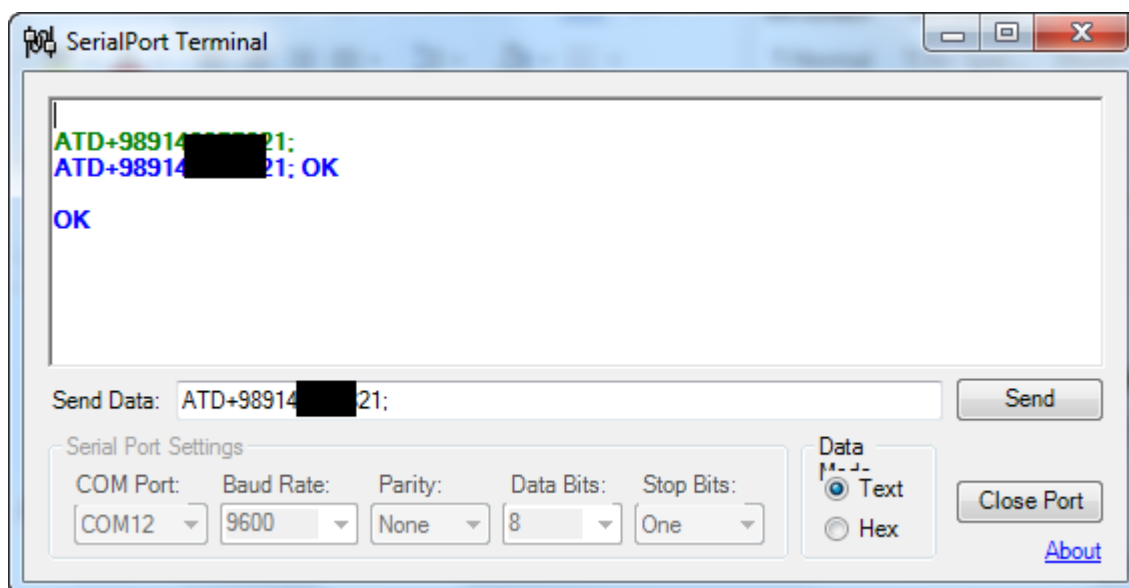 SerialPort Terminal
ATD+98914 21;
ATD+98914 21; OK
OK
Send Data: ATD+98914 21; Send
Serial Port Settings
COM Port: Baud Rate: Parity: Data Bits: Stop Bits:
COM12 9600 None 8 One
Data
Text
Hex
Close Port
About